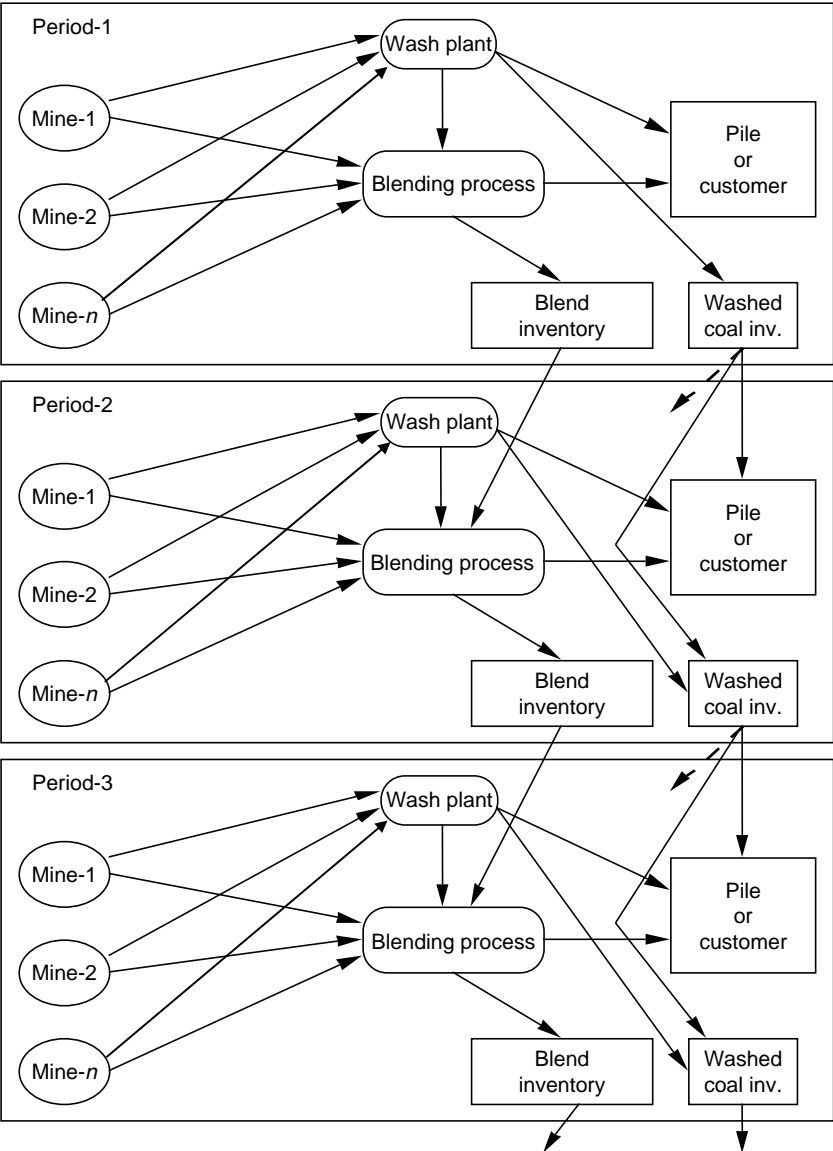 Period-1
Wash plant
Mine-1
Pile
or
customer
Blending process
Mine-2
Mine-n
Blend
inventory
Washed
coal inv.
Period-2
Wash plant
Mine-1
Pile
or
customer
Blending process
Mine-2
Mine-n
Blend
inventory
Washed
coal inv.
Period-3
Wash plant
Mine-1
Pile
or
customer
Blending process
Mine-2
Mine-n
Blend
inventory
Washed
coal inv.